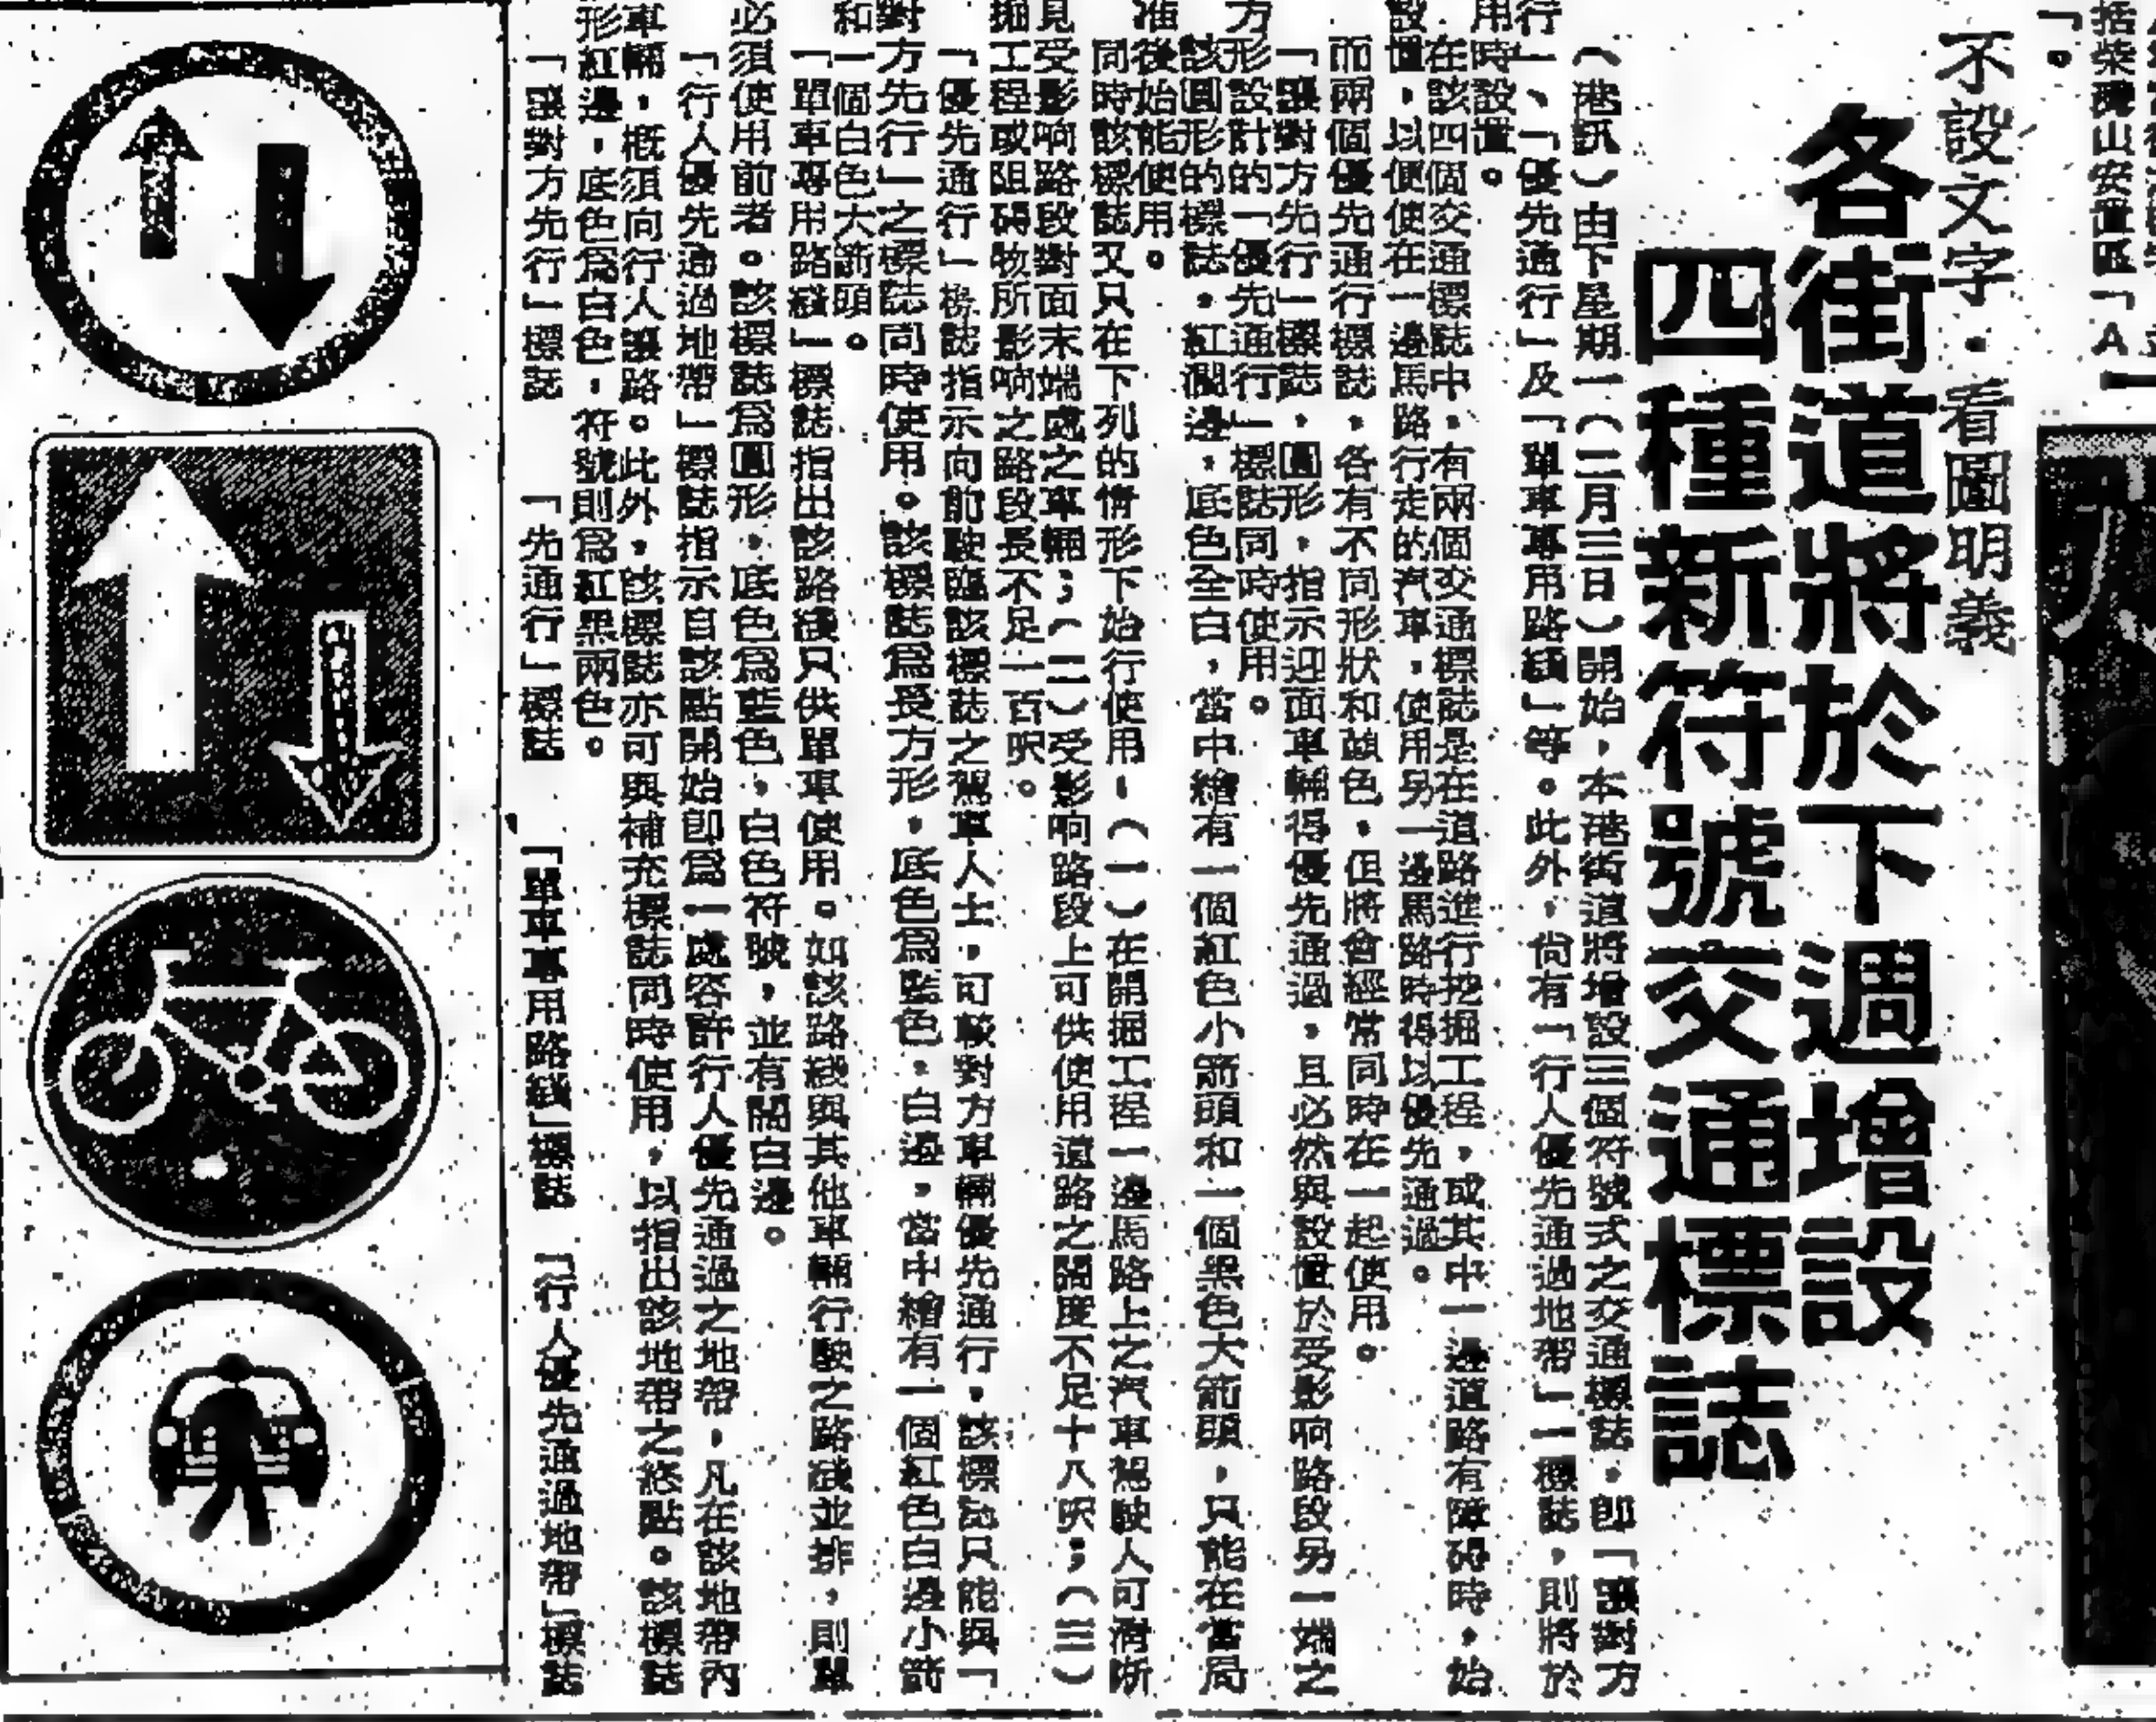 括柴灣山安置區「A
「。
不設文字．看圖明義
各街道將於下週增設
四種新符號交通標誌
（港訊）由下星期一（二月三日）開始，本港街道將增設三個符號式之交通標誌，即「讓對方
行」、「優先通行」及「單車專用路綫」等。此外，尚有「行人優先通過地帶」一標誌，則將於
用時設置。
在該四個交通標誌中，有兩個交通標誌是在道路進行挖掘工程，或其中一邊道路有障碍時，始
設置，以便使在一邊馬路行走的汽車，使用另一邊馬路時得以優先通過。
而兩個優先通行標誌，各有不同形狀和顏色，但將會經常同時在一起使用。
「讓對方先行」標誌，圓形，指示迎面車輛得優先通過，且必然與設置於受影响路段另一端之
方形設計的「優先通行」標誌同時使用。
該圓形的標誌，紅濶邊，底色全白，當中繪有一個紅色小箭頭和一個黑色大箭頭，只能在當局
准後始能使用。
同時該標誌又只在下列的情形下始行使用，（一）在開掘工程一邊馬路上之汽車駕駛人可清晰
見受影响路段對面末端處之車輛；（二）受影响路段上可供使用道路之闊度不足十八呎；（三）
掘工程或阻碍物所影响之路段長不足一百呎。
「優先通行」標誌指示向前駛臨該標誌之駕車人士，可較對方車輛優先通行，該標誌只能與「
對方先行」之標誌同時使用。該標誌爲長方形，底色爲藍色，白邊，當中繪有一個紅色白邊小箭
和一個白色大箭頭。
「單車專用路綫」標誌指出該路綫只供單車使用。如該路綫與其他車輛行駛之路綫並排，則單
必須使用前者。該標誌爲圓形，底色爲藍色，白色符號，並有闊白邊。
「行人優先通過地帶」標誌指示自該點開始即爲一處容許行人優先通過之地帶，凡在該地帶內
車輛，概須向行人讓路。此外，該標誌亦可與補充標誌同時使用，以指出該地帶之終點。該標誌
形紅邊，底色爲白色，符號則爲紅黑兩色。
「讓對方先行」標誌　「先通行」標誌　「單車專用路綫」標誌　「行人優先通過地帶」標誌